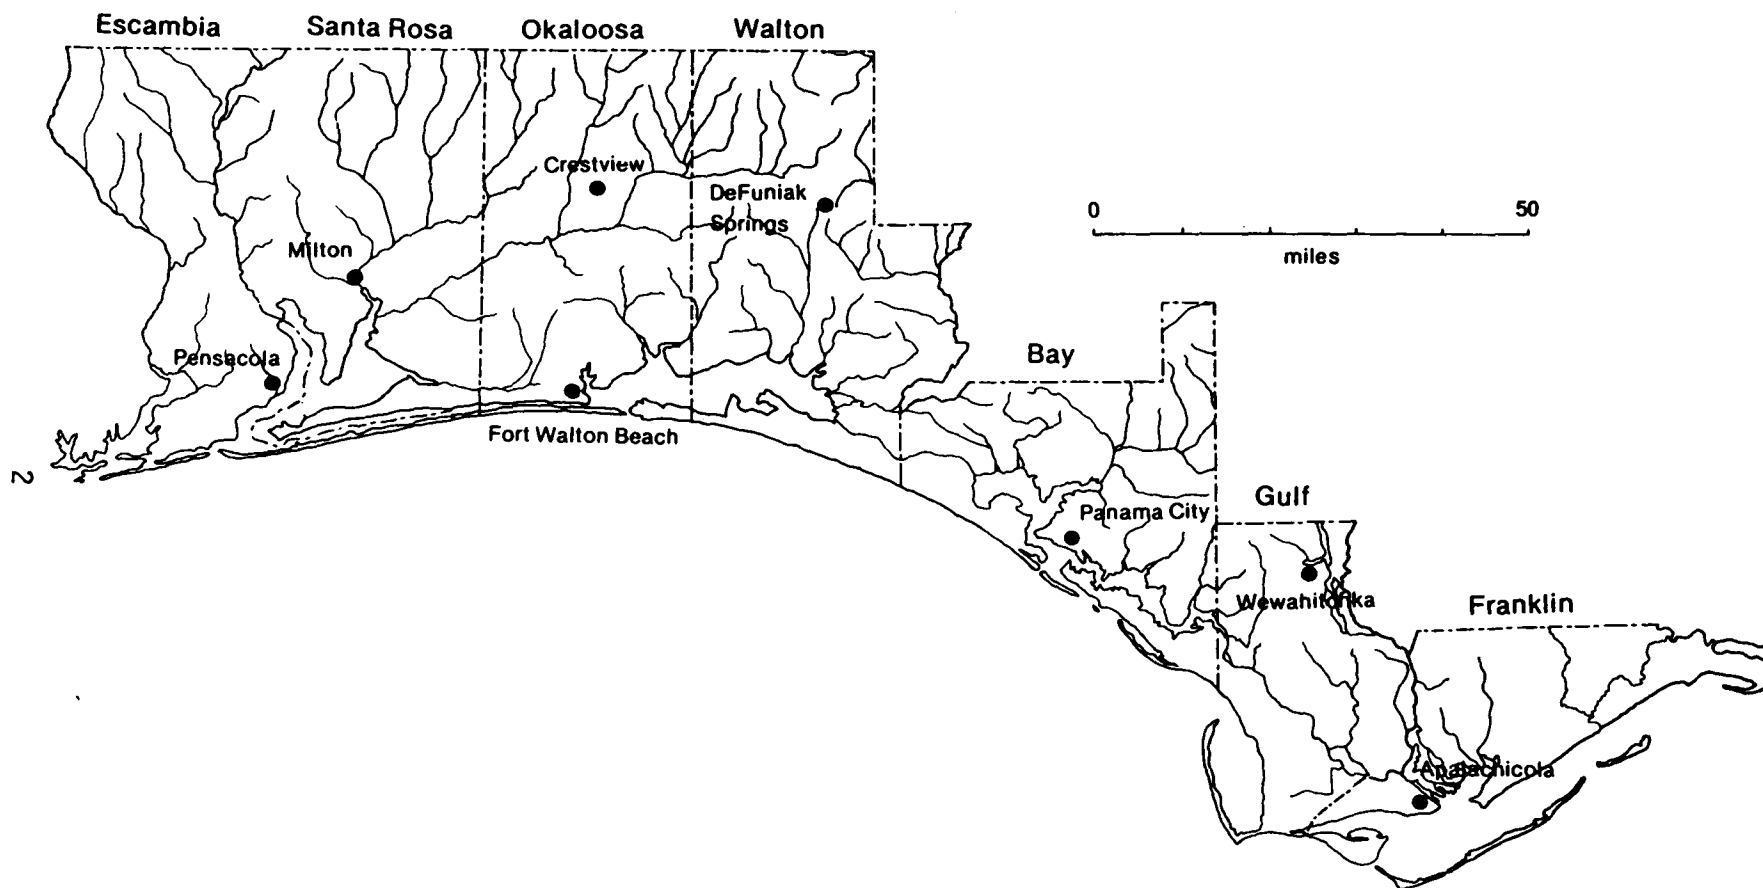 Escambia
Santa Rosa
Okaloosa
Walton
Crestview
DeFuniak
Springs
0
50
miles
Milton
Pensacola
Bay
Fort Walton Beach
2
Gulf
Panama City
Wewahitchka
Franklin
Apalachicola